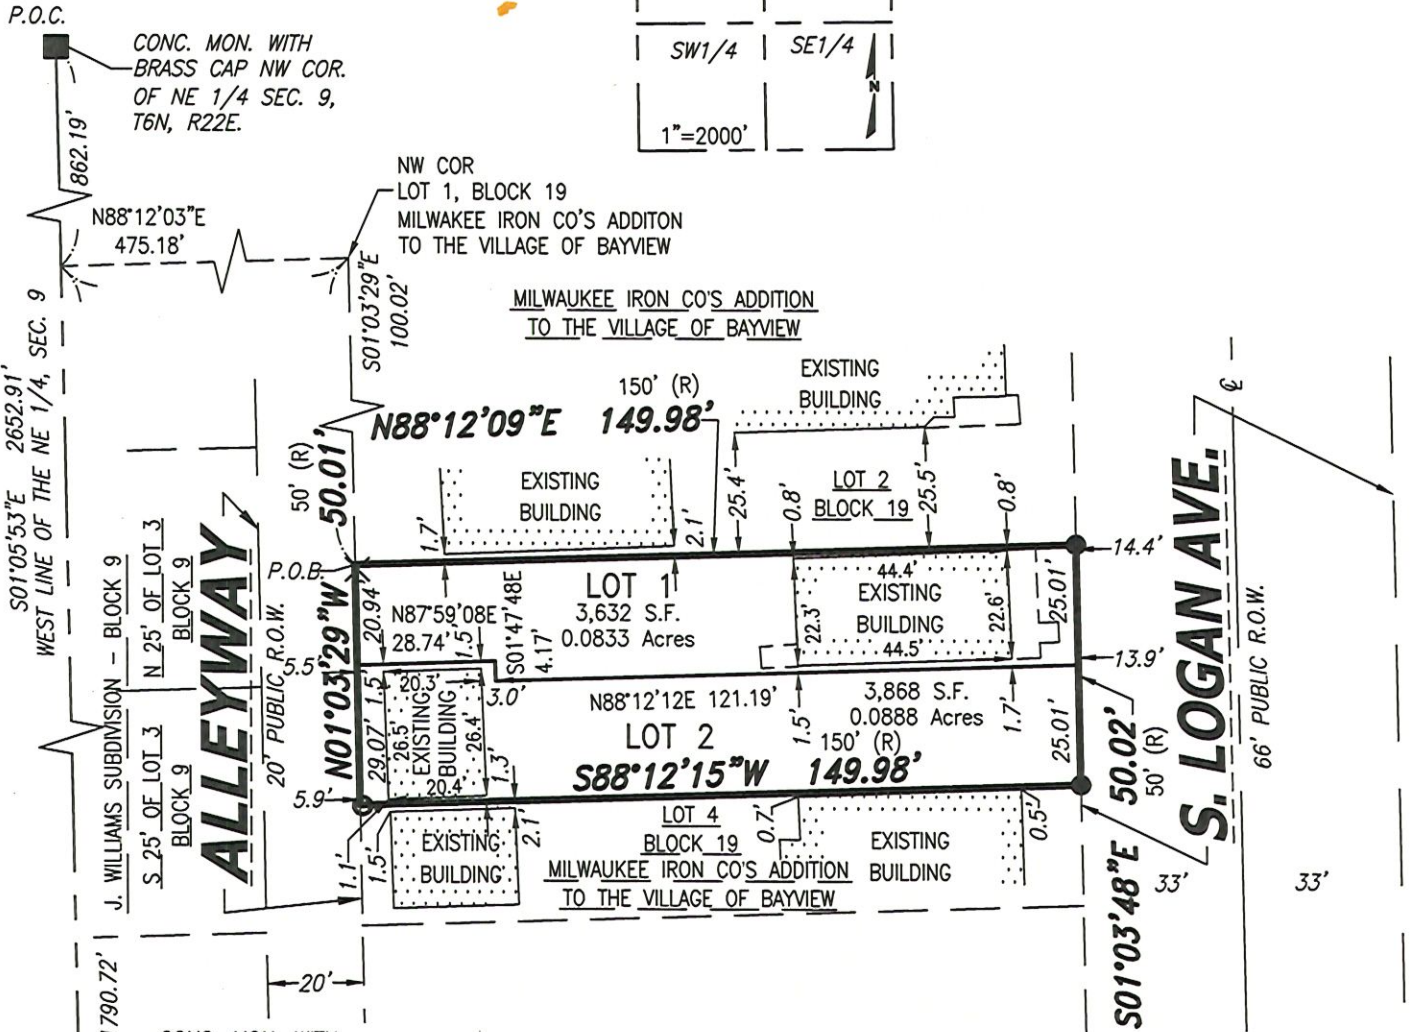 P.O.C.
CONC. MON. WITH
BRASS CAP NW COR.
OF NE 1/4 SEC. 9,
T6N, R22E.
SW1/4
SE1/4
N
1"=2000'
862.19'
NW COR
LOT 1, BLOCK 19
MILWAKEE IRON CO'S ADDITON
TO THE VILLAGE OF BAYVIEW
N88°12'03"E
475.18'
S01°03'29"E
100.02'
MILWAUKEE IRON CO'S ADDITION
TO THE VILLAGE OF BAYVIEW
S01°05'53"E 2652.91'
WEST LINE OF THE NE 1/4, SEC. 9
150' (R)
N88°12'09"E 149.98'
EXISTING
BUILDING
50' (R)
50.01'
N01°03'29"W
EXISTING
BUILDING
1.7'
2.1'
25.4'
0.8'
LOT 2
BLOCK 19
25.5'
0.8'
14.4'
P.O.B.
ALLEYWAY
20' PUBLIC R.O.W.
J. WILLIAMS SUBDIVISION - BLOCK 9
N 25' OF LOT 3
BLOCK 9
S 25' OF LOT 3
BLOCK 9
LOT 1
3,632 S.F.
0.0833 Acres
20.94'
N87°59'08E
28.74'
1.5'
S01°47'48E
4.17'
44.4'
EXISTING
BUILDING
22.3'
22.6'
44.5'
25.01'
13.9'
5.5'
1.5'
20.3'
3.0'
N88°12'12E 121.19'
3,868 S.F.
0.0888 Acres
LOT 2
29.07'
26.5'
EXISTING
BUILDING
26.4'
20.4'
1.3'
1.5'
1.7'
25.01'
150' (R)
S88°12'15"W 149.98'
5.9'
1.1'
1.5'
EXISTING
BUILDING
2.1'
LOT 4
BLOCK 19
MILWAUKEE IRON CO'S ADDITION
TO THE VILLAGE OF BAYVIEW
0.7'
EXISTING
BUILDING
0.5'
S01°03'48"E 50.02'
50' (R)
S. LOGAN AVE.
66' PUBLIC R.O.W.
33'
33'
20'
790.72'